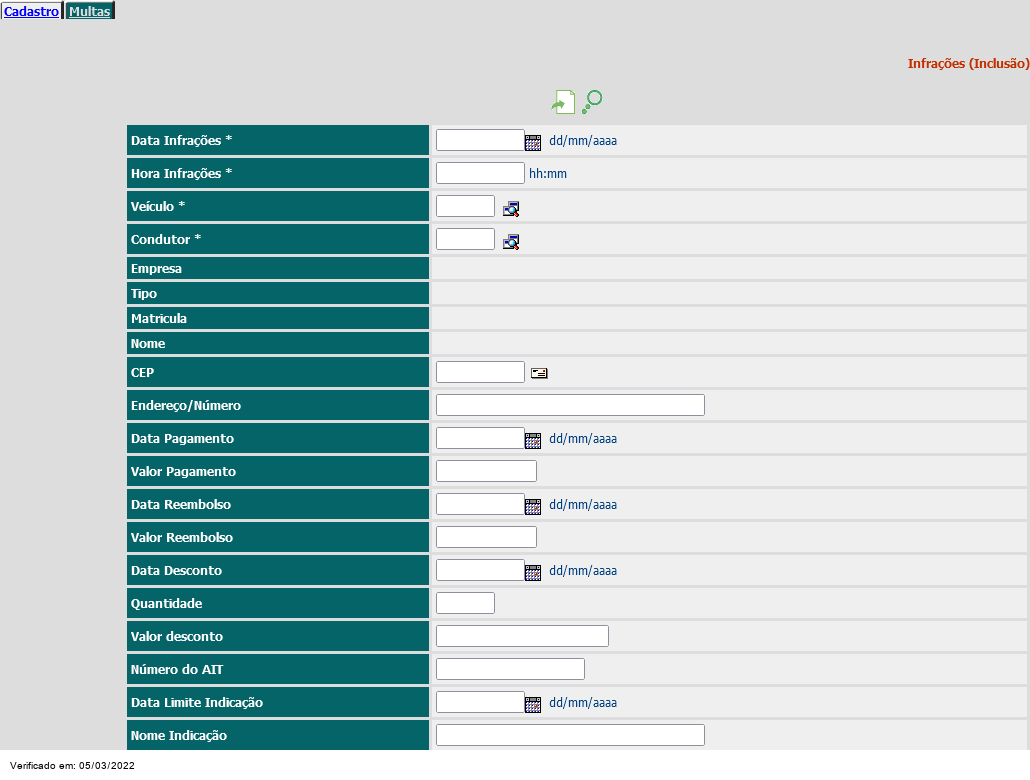 Cadastro Multas
Infrações (Inclusão)
Data Infrações * dd/mm/aaaa
Hora Infrações * hh:mm
Veículo *
Condutor *
Empresa
Tipo
Matricula
Nome
CEP
Endereço/Número
Data Pagamento dd/mm/aaaa
Valor Pagamento
Data Reembolso dd/mm/aaaa
Valor Reembolso
Data Desconto dd/mm/aaaa
Quantidade
Valor desconto
Número do AIT
Data Limite Indicação dd/mm/aaaa
Nome Indicação
Verificado em: 05/03/2022